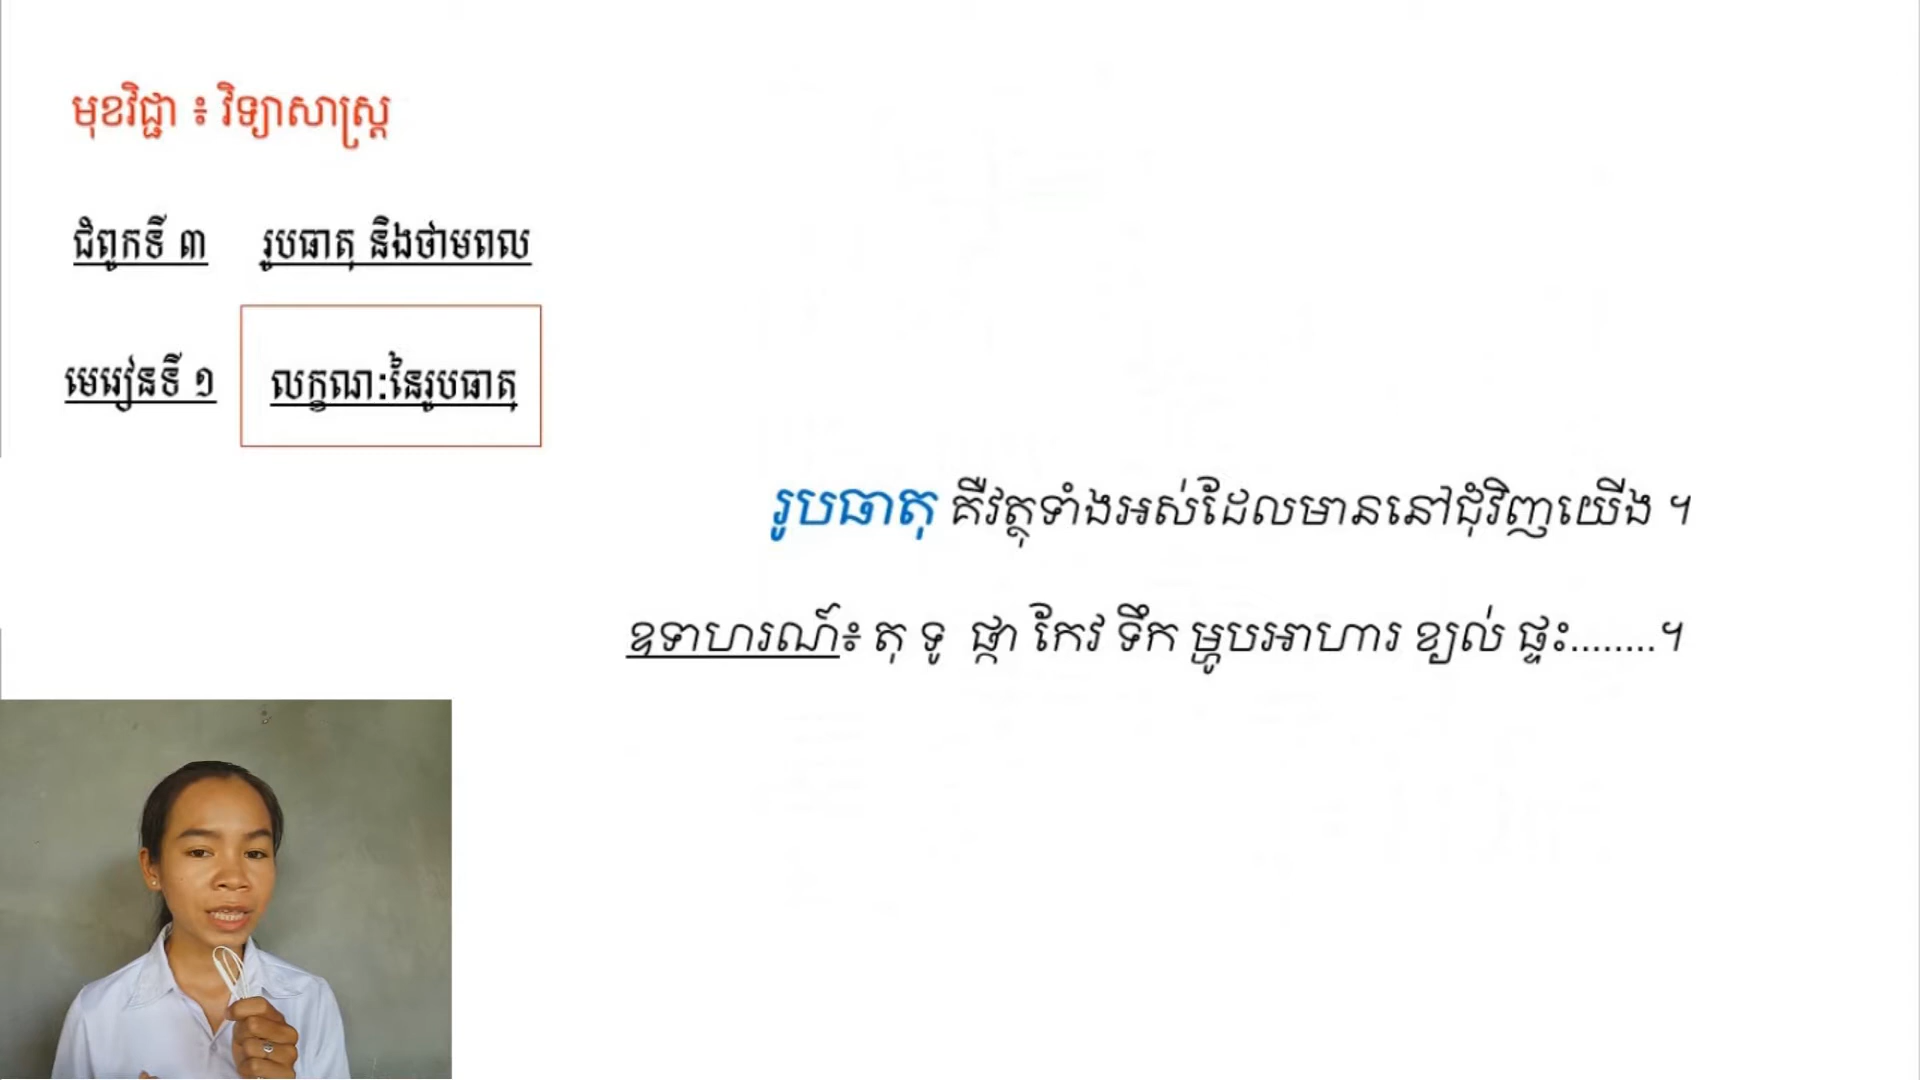 មុខវិជ្ជា ៖ វិទ្យាសាស្ត្រ
ជំពូកទី ៣ រូបធាតុ និងថាមពល
មេរៀនទី ១ លក្ខណៈនៃរូបធាតុ
រូបធាតុ គឺវត្ថុទាំងអស់ដែលមាននៅជុំវិញយើង ។
ឧទាហរណ៍៖ តុ ទូ ផ្កា កែវ ទឹក ម្ហូបអាហារ ខ្យល់ ផ្ទះ........។